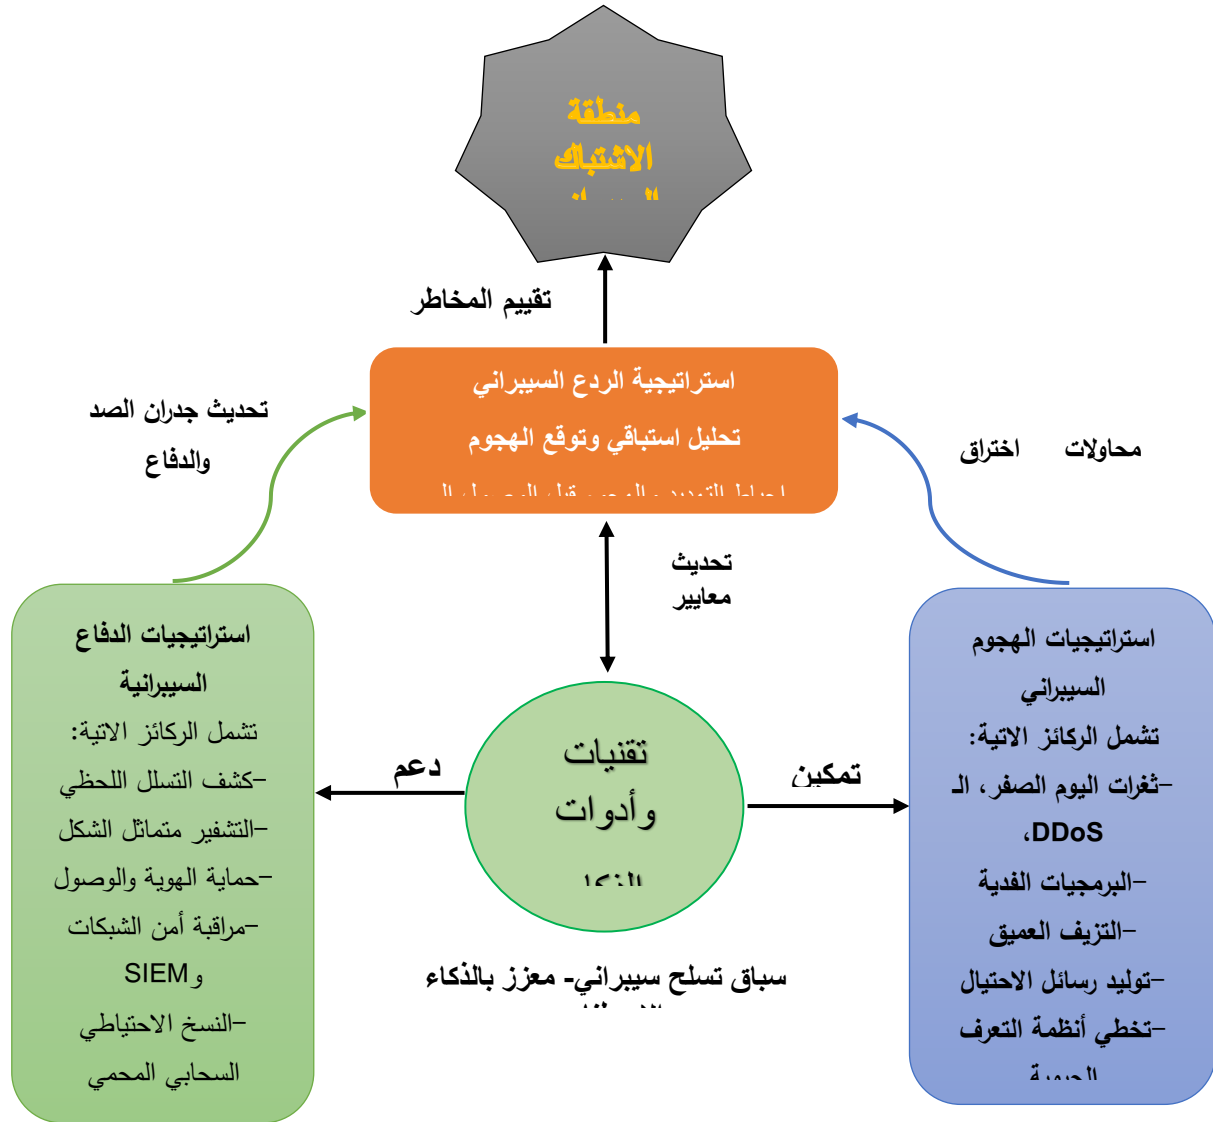 منطقة
الاشتباك
تقييم المخاطر
استراتيجية الردع السيبراني
تحليل استباقي وتوقع الهجوم
تحديث جدران الصد
والدفاع
محاولات اختراق
تحديث
معايير
استراتيجيات الهجوم
السيبراني
تشمل الركائز الاتية:
-ثغرات اليوم الصفر، الـ
DDoS،
-البرمجيات الفدية
-التزيف العميق
-توليد رسائل الاحتيال
-تخطي أنظمة التعرف
تمكين
تقنيات
وأدوات
دعم
استراتيجيات الدفاع
السيبرانية
تشمل الركائز الاتية:
-كشف التسلل اللحظي
-التشفير متماثل الشكل
-حماية الهوية والوصول
-مراقبة أمن الشبكات
و SIEM
-النسخ الاحتياطي
السحابي المحمي
سباق تسلح سيبراني- معزز بالذكاء